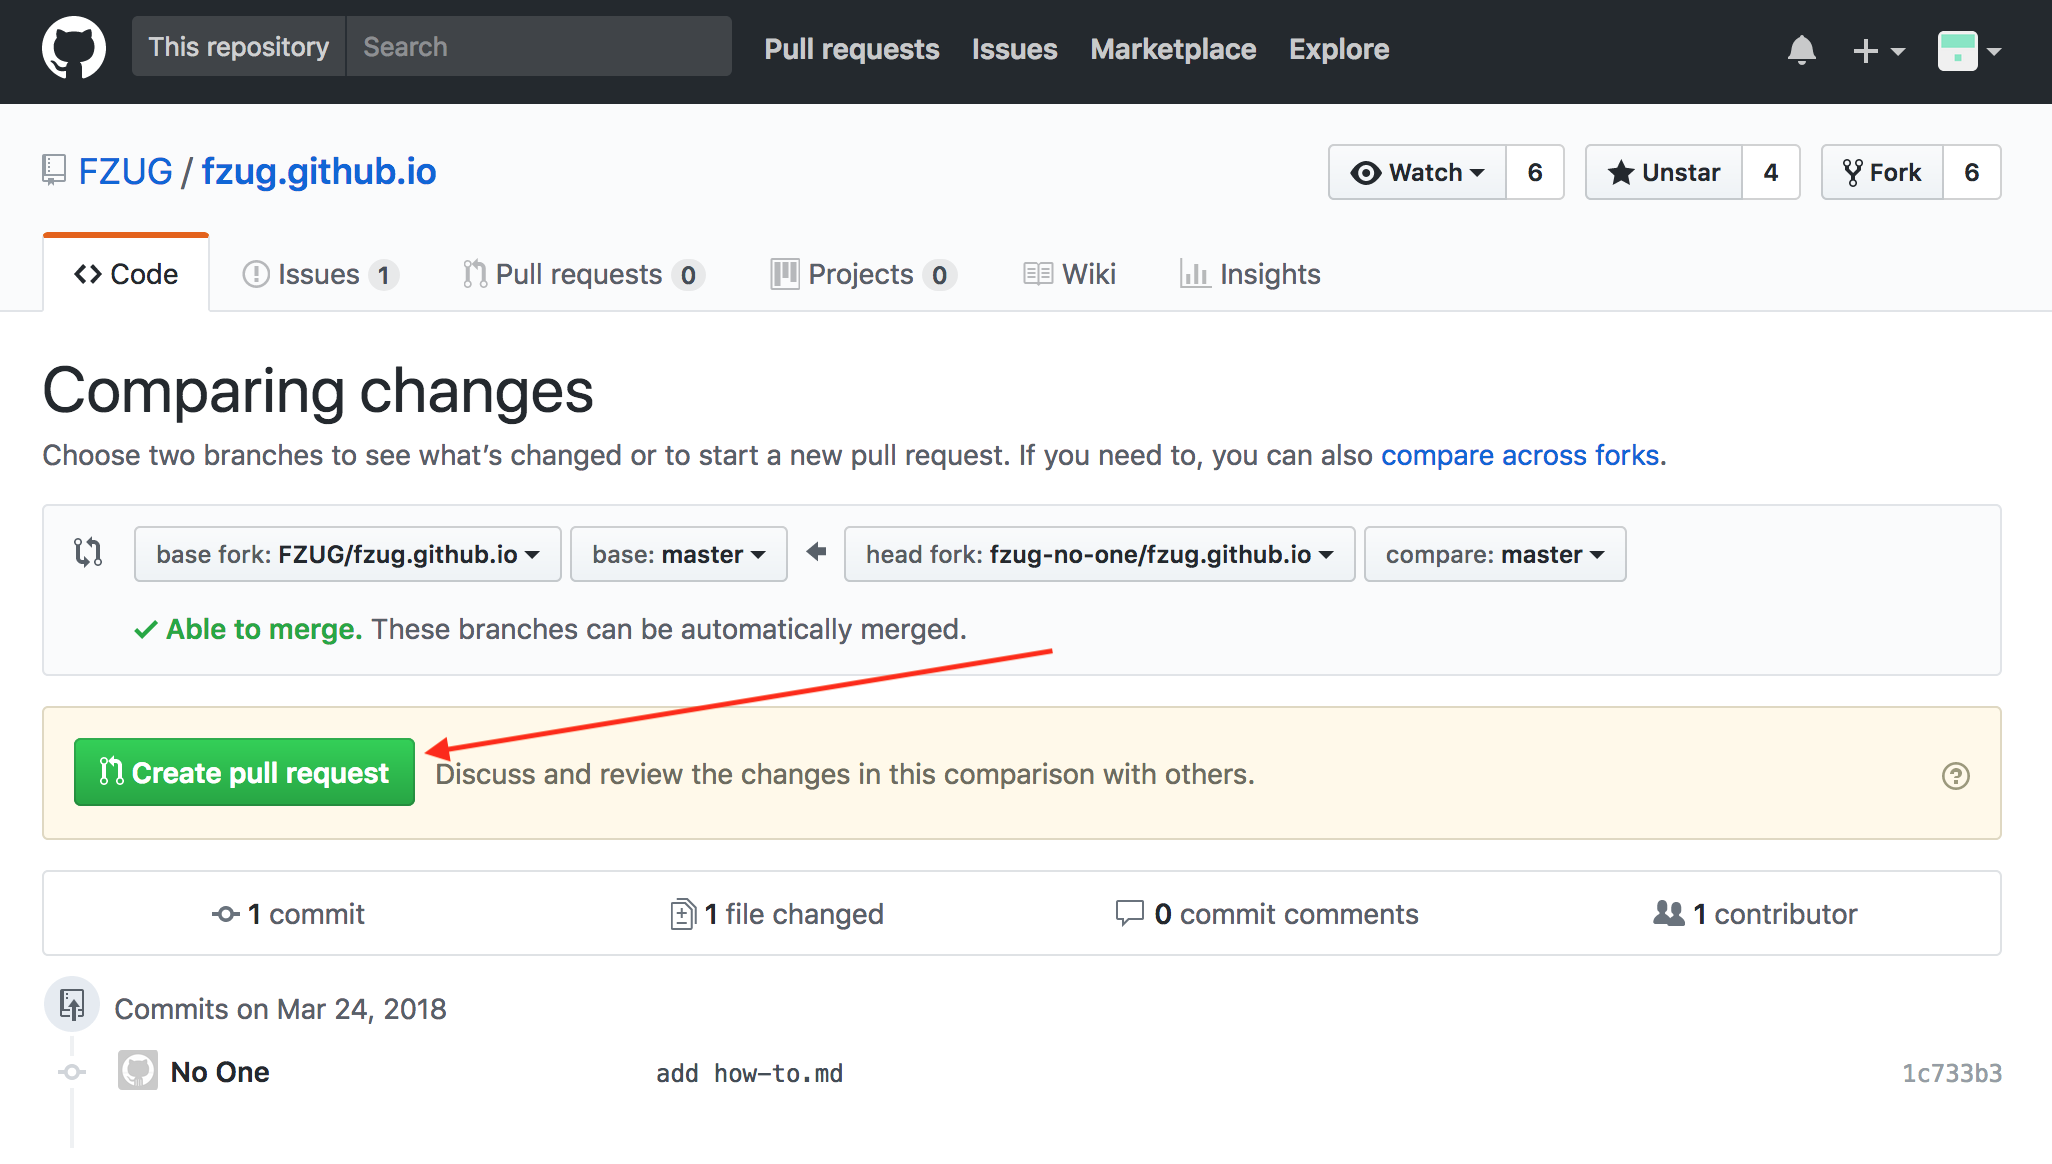 This repository Search Pull requests Issues Marketplace Explore
FZUG / fzug.github.io Watch 6 Unstar 4 Fork 6
Code Issues 1 Pull requests 0 Projects 0 Wiki Insights
Comparing changes
Choose two branches to see what’s changed or to start a new pull request. If you need to, you can also compare across forks.
base fork: FZUG/fzug.github.io base: master head fork: fzug-no-one/fzug.github.io compare: master
Able to merge. These branches can be automatically merged.
Create pull request Discuss and review the changes in this comparison with others.
1 commit 1 file changed 0 commit comments 1 contributor
Commits on Mar 24, 2018
No One add how-to.md 1c733b3